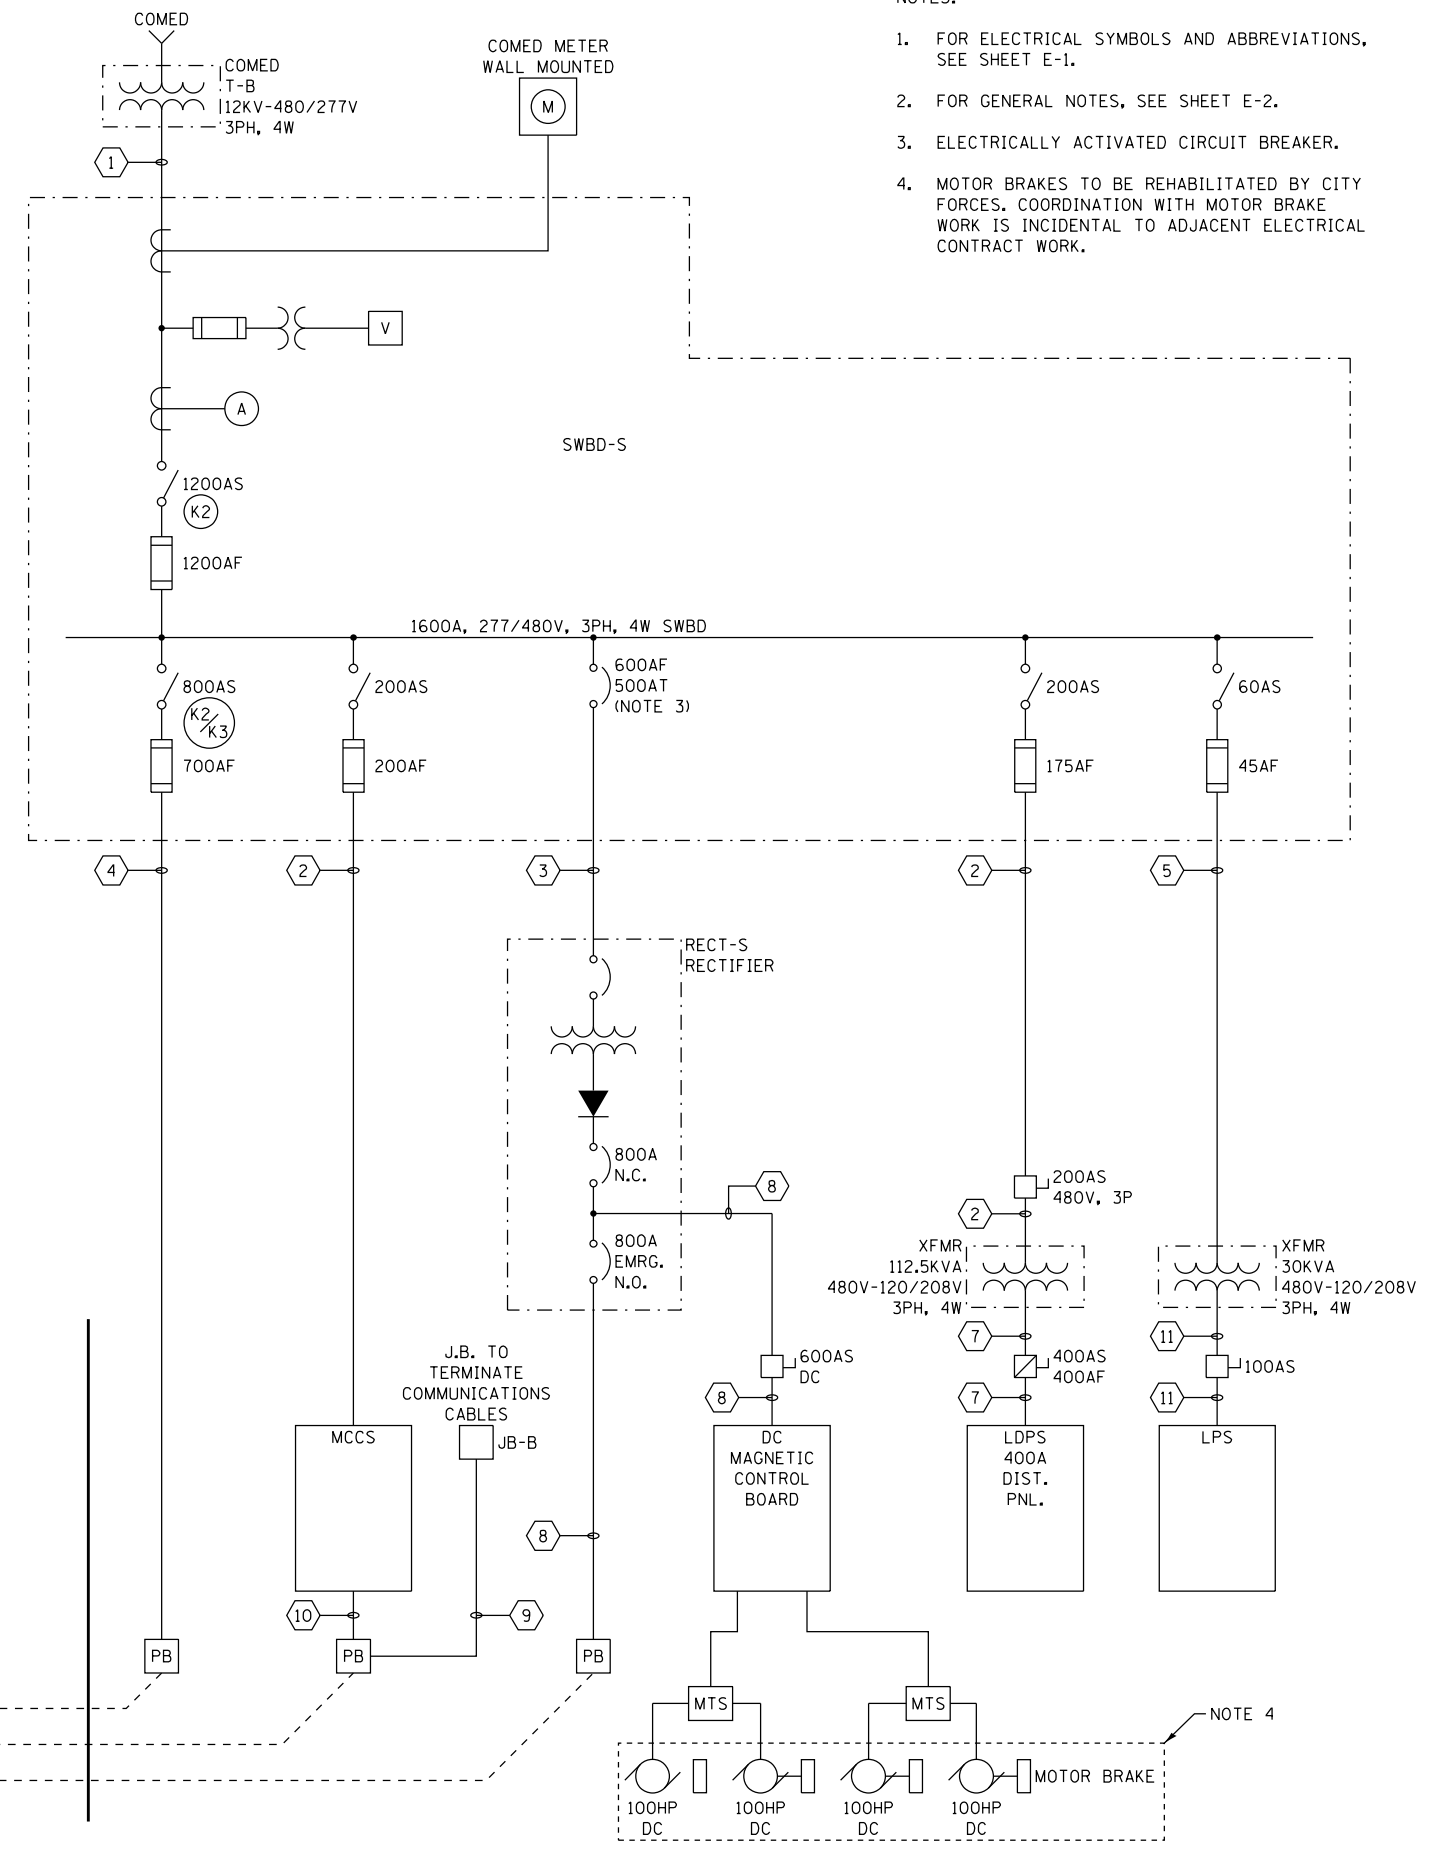 COMED
COMED
T-B
12KV-480/277V
3PH, 4W
COMED METER
WALL MOUNTED
M
NOTES:
1. FOR ELECTRICAL SYMBOLS AND ABBREVIATIONS,
SEE SHEET E-1.
2. FOR GENERAL NOTES, SEE SHEET E-2.
3. ELECTRICALLY ACTIVATED CIRCUIT BREAKER.
4. MOTOR BRAKES TO BE REHABILITATED BY CITY
FORCES. COORDINATION WITH MOTOR BRAKE
WORK IS INCIDENTAL TO ADJACENT ELECTRICAL
CONTRACT WORK.
1
V
A
SWBD-S
1200AS
K2
1200AF
1600A, 277/480V, 3PH, 4W SWBD
800AS
K2/K3
700AF
200AS
200AF
600AF
500AT
(NOTE 3)
200AS
175AF
60AS
45AF
4
2
3
2
5
RECT-S
RECTIFIER
800A
N.C.
8
800A
EMRG.
N.O.
200AS
480V, 3P
2
XFMR
112.5KVA
480V-120/208V
3PH, 4W
XFMR
30KVA
480V-120/208V
3PH, 4W
7
11
600AS
DC
400AS
400AF
100AS
8
7
11
J.B. TO
TERMINATE
COMMUNICATIONS
CABLES
JB-B
MCCS
DC
MAGNETIC
CONTROL
BOARD
LDPS
400A
DIST.
PNL.
LPS
8
10
9
PB
PB
PB
MTS
MTS
NOTE 4
MOTOR BRAKE
100HP
DC
100HP
DC
100HP
DC
100HP
DC